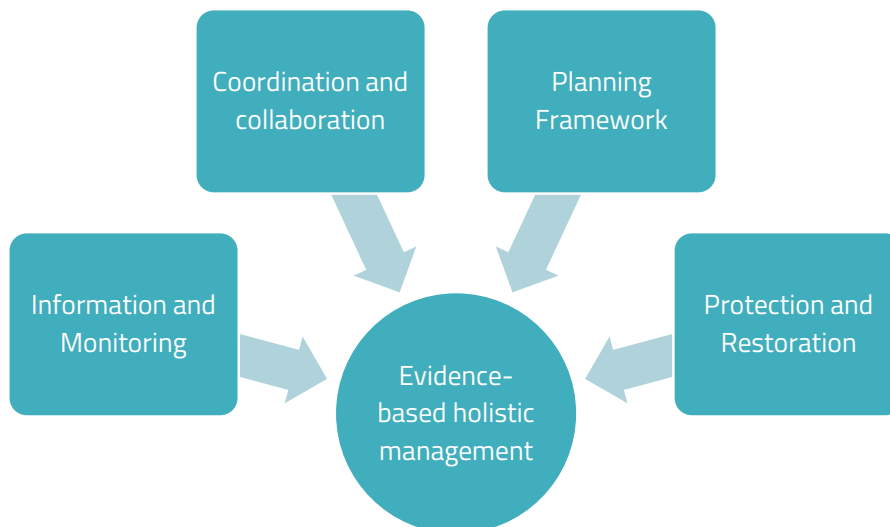 Coordination and
collaboration
Planning
Framework
Information and
Monitoring
Protection and
Restoration
Evidence-
based holistic
management